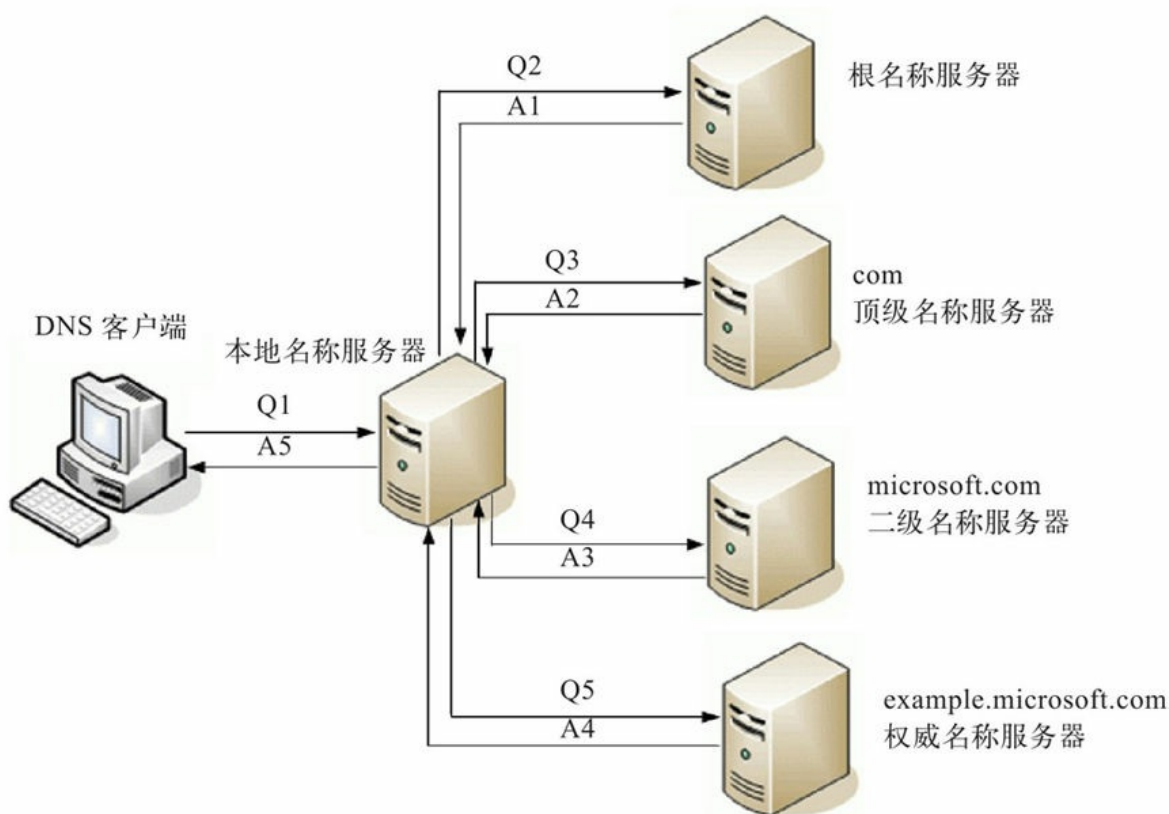 Q2
A1
根名称服务器
Q3
A2
com
顶级名称服务器
DNS 客户端
本地名称服务器
Q1
A5
Q4
A3
microsoft.com
二级名称服务器
Q5
A4
example.microsoft.com
权威名称服务器